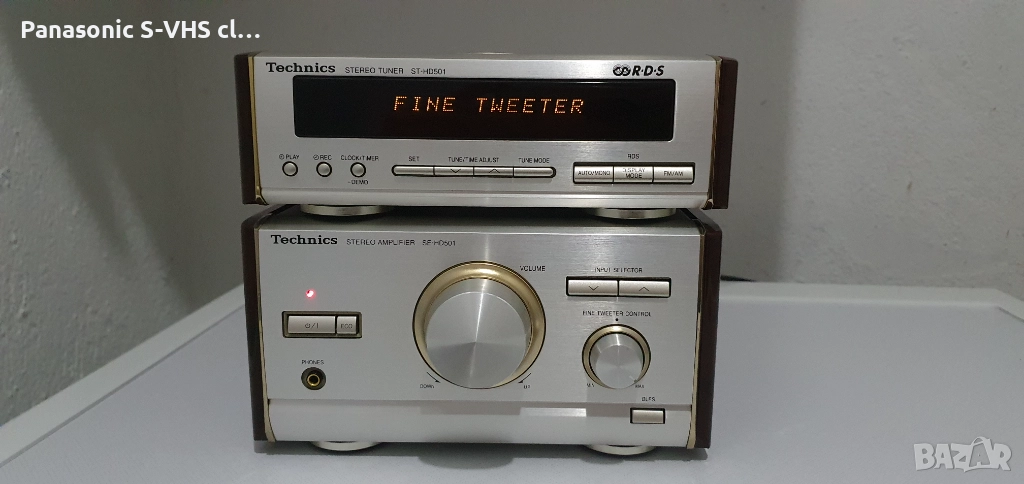 Panasonic S-VHS cl...
Technics STEREO TUNER ST-HD501 R·D·S
FINE TWEETER
PLAY REC CLOCK/TIMER SET TUNE/TIME ADJUST TUNE MODE RDS
-DEMO AUTO/MONO DISPLAY MODE FM/AM
Technics STEREO AMPLIFIER SE-HD501
VOLUME INPUT SELECTOR
⏻/I ECO FINE TWEETER CONTROL
PHONES
DOWN UP MIN MAX
BAZAR